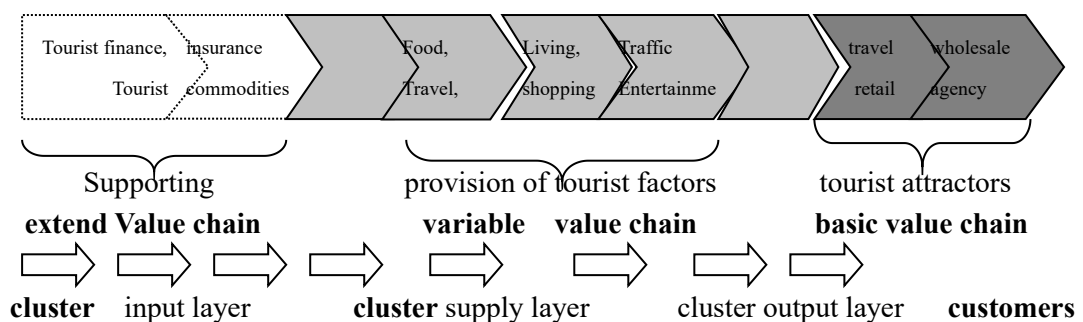 Tourist finance, Insurance Food, Living, Traffic travel wholesale
Tourist commodities Travel, shopping Entertainme retail agency
Supporting provision of tourist factors tourist attractors
extend Value chain variable value chain basic value chain
cluster input layer cluster supply layer cluster output layer customers